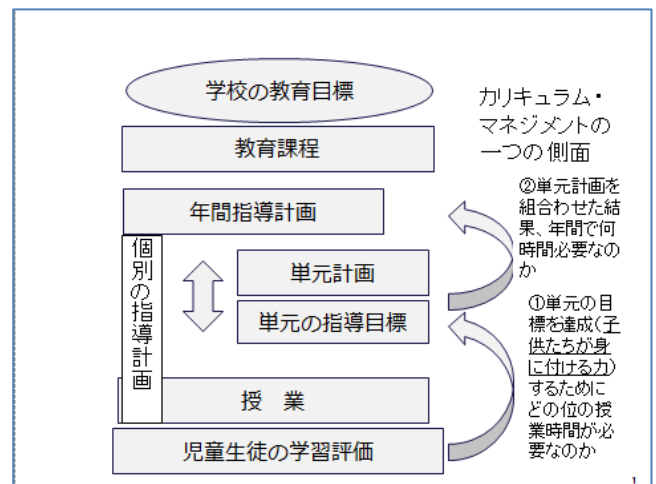 学校の教育目標
教育課程
カリキュラム・
マネジメントの
一つの側面
年間指導計画
個別の指導計画
単元計画
単元の指導目標
授　業
児童生徒の学習評価
②単元計画を
組合わせた結
果、年間で何
時間必要なの
か
①単元の目
標を達成(子
供たちが身
に付ける力)
するために
どの位の授
業時間が必
要なのか
1